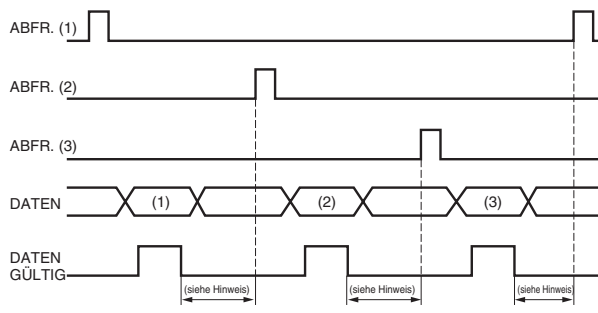 ABFR. (1)
ABFR. (2)
ABFR. (3)
DATEN
(1)
(2)
(3)
DATEN
GÜLTIG
(siehe Hinweis)
(siehe Hinweis)
(siehe Hinweis)